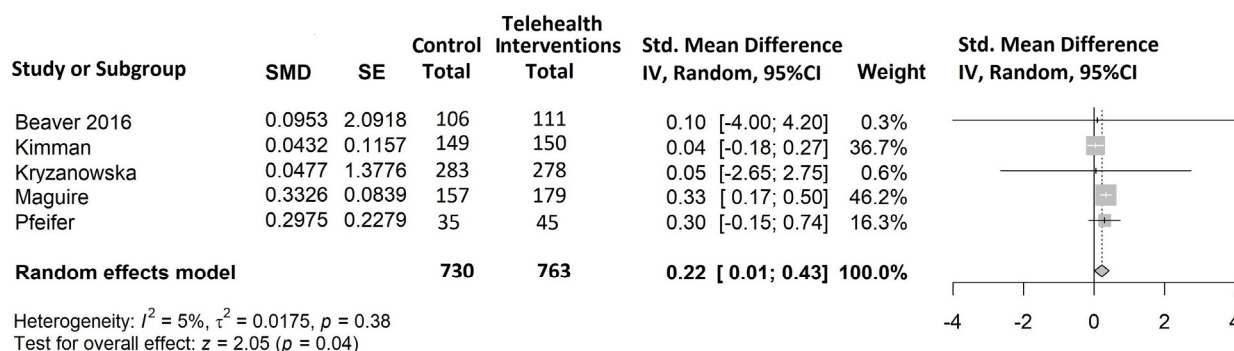 Telehealth
Control Interventions Std. Mean Difference Std. Mean Difference
Study or Subgroup SMD SE Total Total IV, Random, 95%CI Weight IV, Random, 95%CI
Beaver 2016 0.0953 2.0918 106 111 0.10 [-4.00; 4.20] 0.3%
Kimman 0.0432 0.1157 149 150 0.04 [-0.18; 0.27] 36.7%
Kryzanowska 0.0477 1.3776 283 278 0.05 [-2.65; 2.75] 0.6%
Maguire 0.3326 0.0839 157 179 0.33 [ 0.17; 0.50] 46.2%
Pfeifer 0.2975 0.2279 35 45 0.30 [-0.15; 0.74] 16.3%
Random effects model 730 763 0.22 [ 0.01; 0.43] 100.0%
Heterogeneity: I² = 5%, τ² = 0.0175, p = 0.38
Test for overall effect: z = 2.05 (p = 0.04)
-4 -2 0 2 4